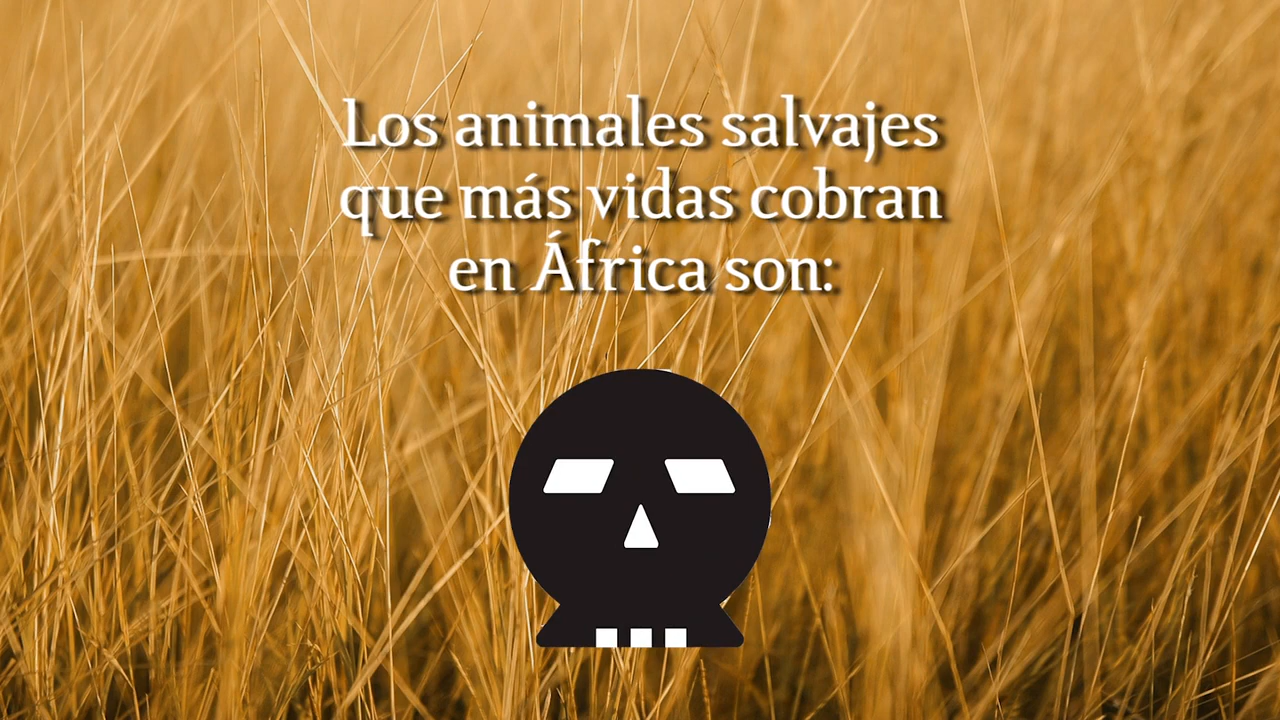 Los animales salvajes
que más vidas cobran
en África son: